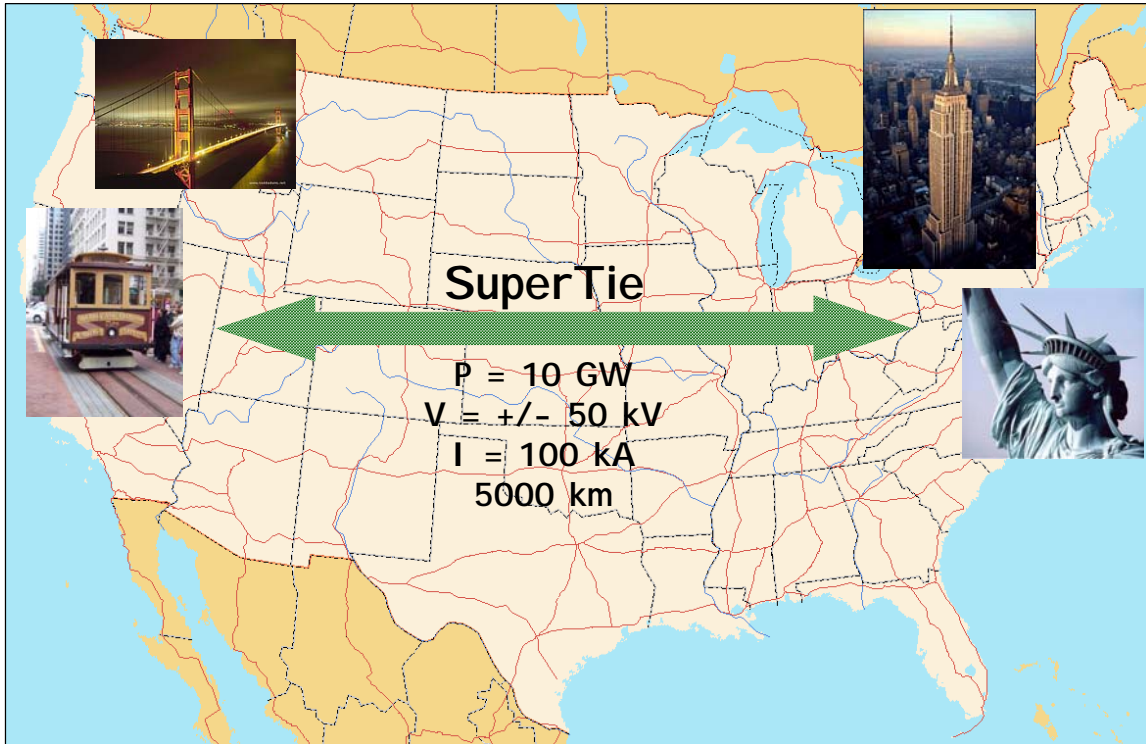 SuperTie
P = 10 GW
V = +/- 50 kV
I = 100 kA
5000 km